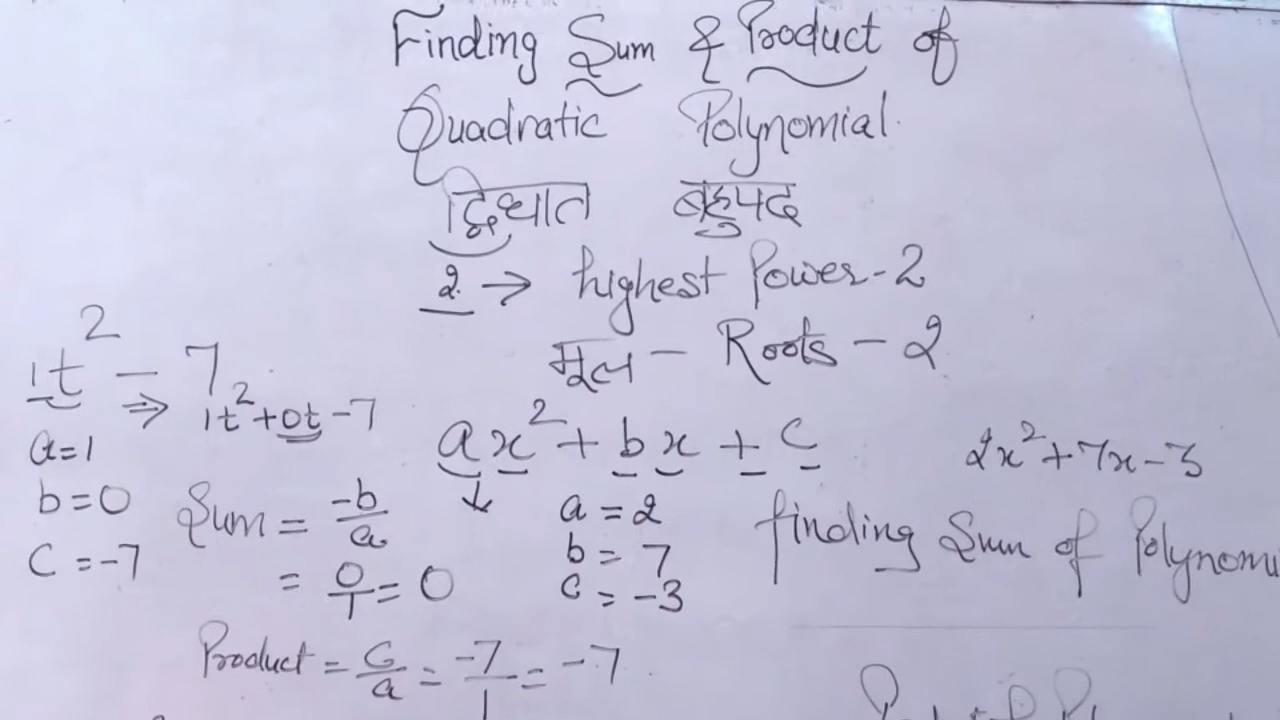 Finding Sum & Product of
Quadratic Polynomial
द्विघात बहुपद
2 → highest Power-2
मूल - Roots - 2
1t² - 7
⇒ 1t² + 0t - 7
a=1
b=0
C=-7
Sum = -b/a
= 0/1 = 0
Product = C/a = -7/1 = -7
ax² + bx + c
↓
a = 2
b = 7
c = -3
2x² + 7x - 3
finding Sum of Polynomi